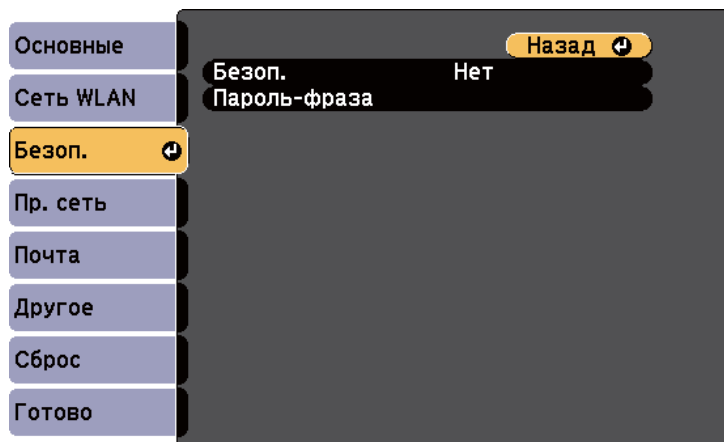 Основные
Сеть WLAN
Безоп.
Пр. сеть
Почта
Другое
Сброс
Готово
Назад
Безоп. Нет
Пароль-фраза